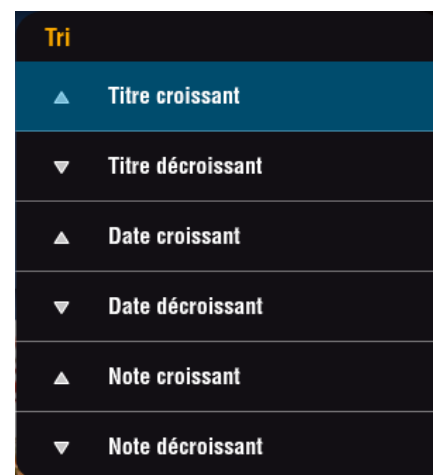 Tri
Titre croissant
Titre décroissant
Date croissant
Date décroissant
Note croissant
Note décroissant